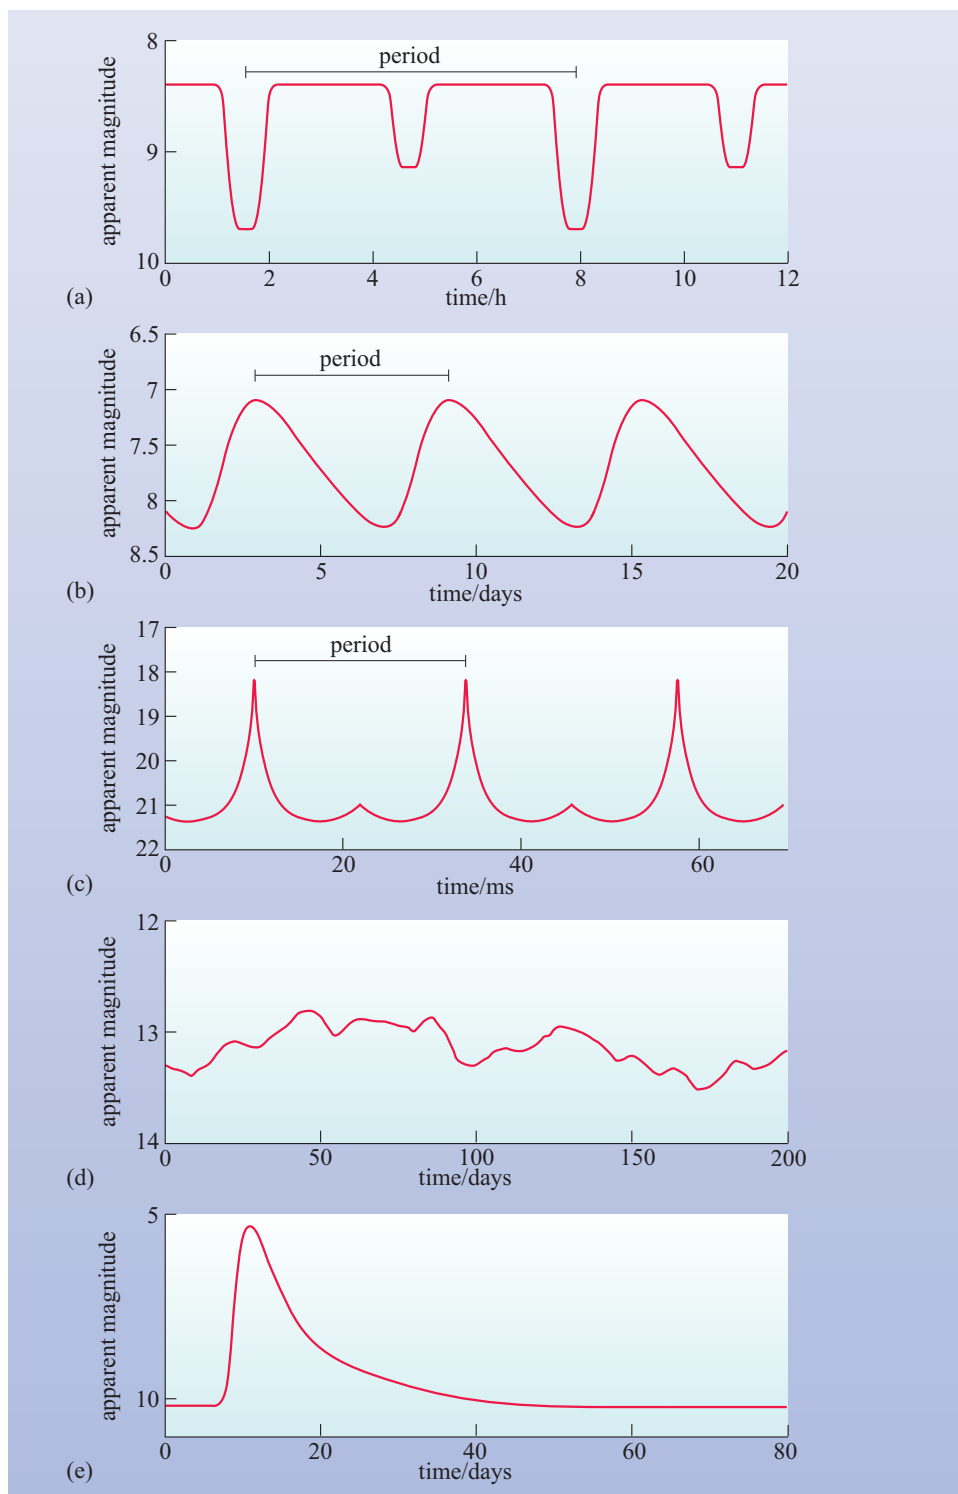 8
period
9
apparent magnitude
10
0 2 4 6 8 10 12
time/h
(a)
6.5
period
7
7.5
apparent magnitude
8
8.5
0 5 10 15 20
time/days
(b)
17
period
18
19
20
apparent magnitude
21
22
0 20 40 60
time/ms
(c)
12
13
apparent magnitude
14
0 50 100 150 200
time/days
(d)
5
apparent magnitude
10
0 20 40 60 80
time/days
(e)